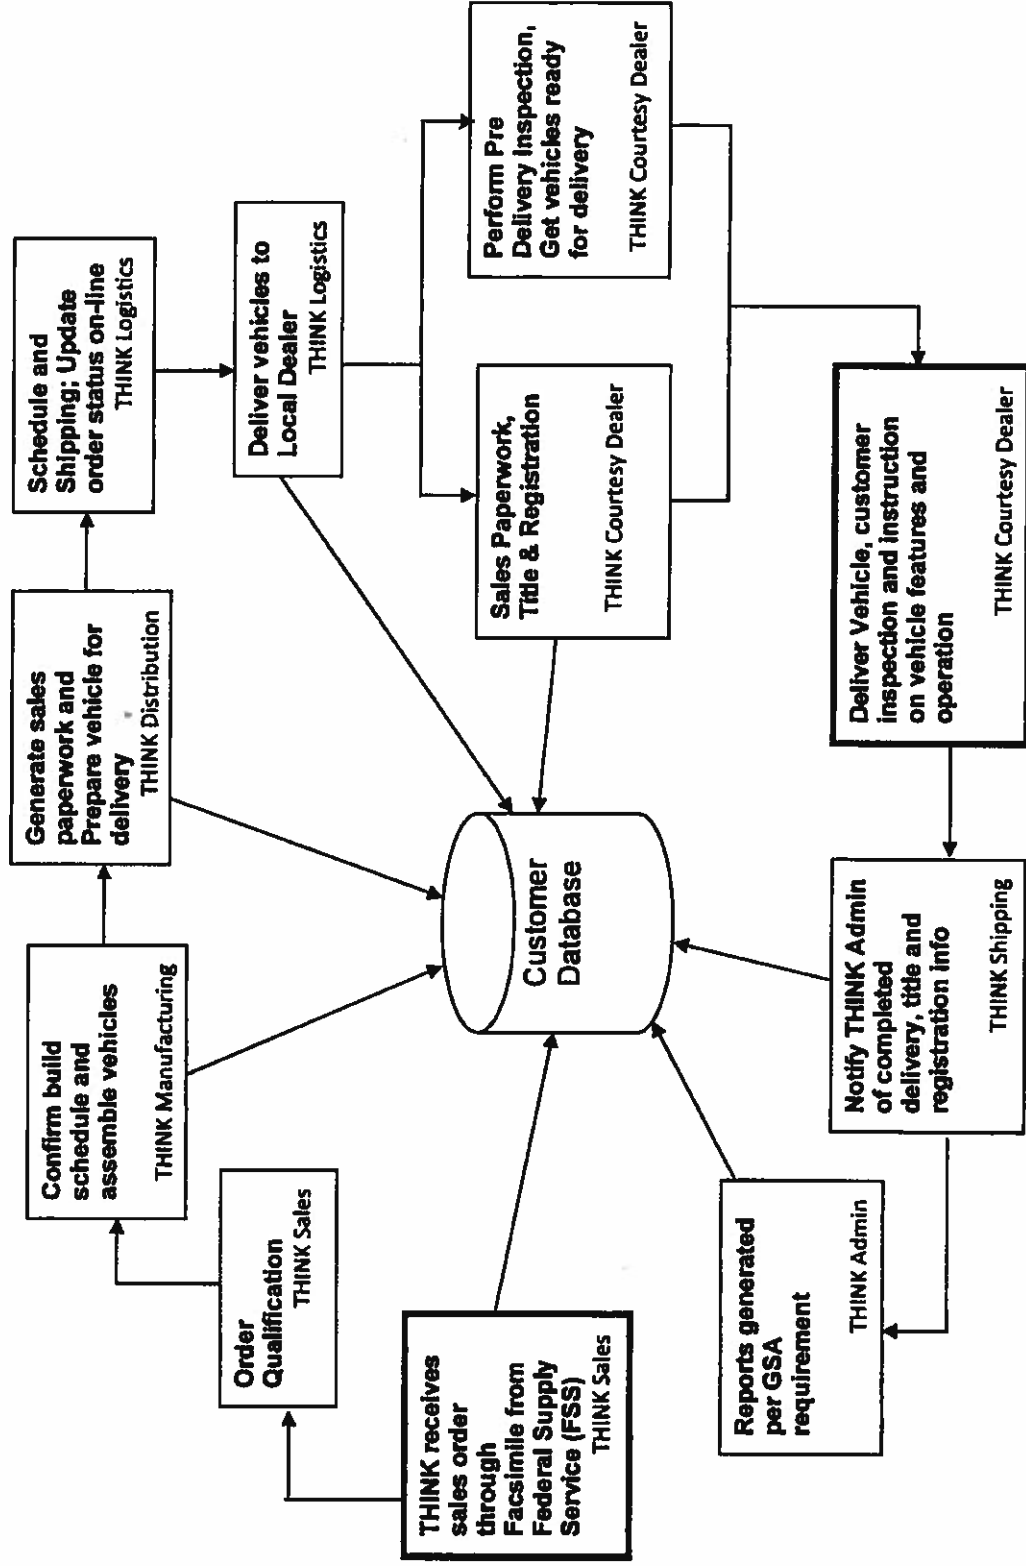 THINK receives
sales order
through
Facsimile from
Federal Supply
Service (FSS)
THINK Sales
Order
Qualification
THINK Sales
Confirm build
schedule and
assemble vehicles
THINK Manufacturing
Generate sales
paperwork and
Prepare vehicle for
delivery
THINK Distribution
Schedule and
Shipping; Update
order status on-line
THINK Logistics
Deliver vehicles to
Local Dealer
THINK Logistics
Sales Paperwork,
Title & Registration
THINK Courtesy Dealer
Perform Pre
Delivery Inspection,
Get vehicles ready
for delivery
THINK Courtesy Dealer
Deliver Vehicle, customer
inspection and instruction
on vehicle features and
operation
THINK Courtesy Dealer
Notify THINK Admin
of completed
delivery, title and
registration info
THINK Shipping
Reports generated
per GSA
requirement
THINK Admin
Customer
Database